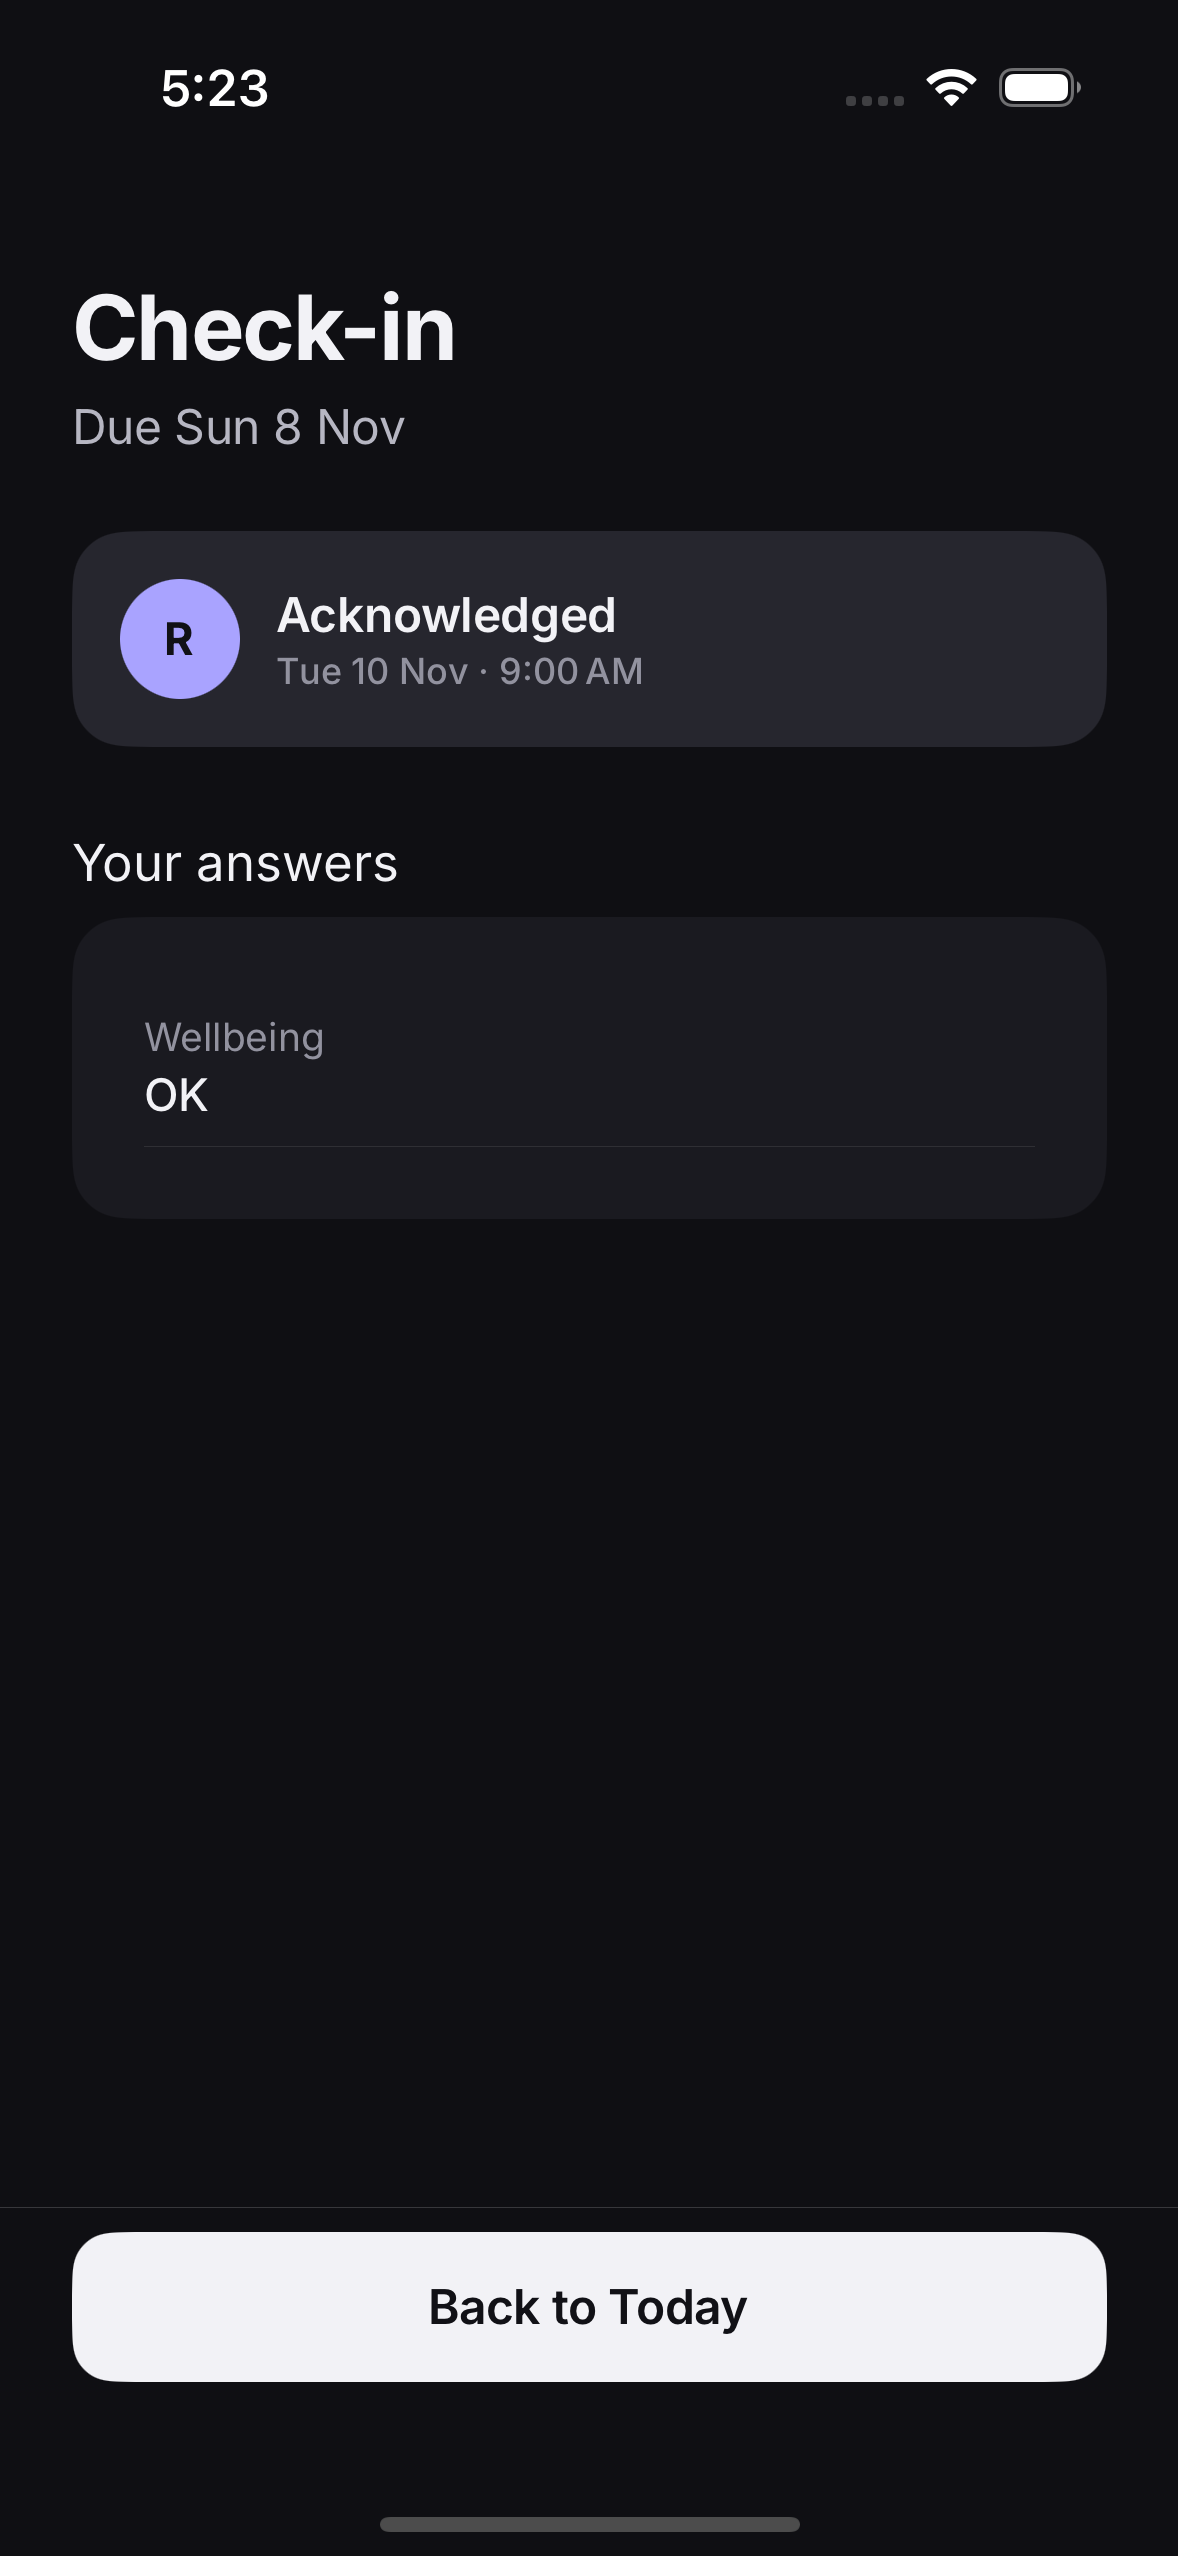 5:23
Check-in
Due Sun 8 Nov
R
Acknowledged
Tue 10 Nov · 9:00 AM
Your answers
Wellbeing
OK
Back to Today